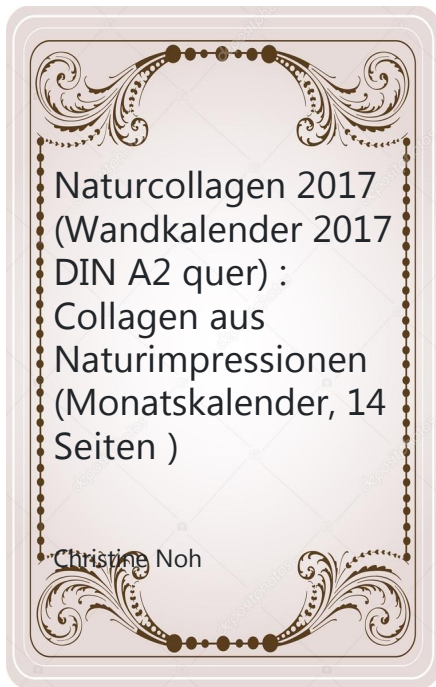 Naturcollagen 2017
(Wandkalender 2017
DIN A2 quer) :
Collagen aus
Naturimpressionen
(Monatskalender, 14
Seiten )
Christine Noh